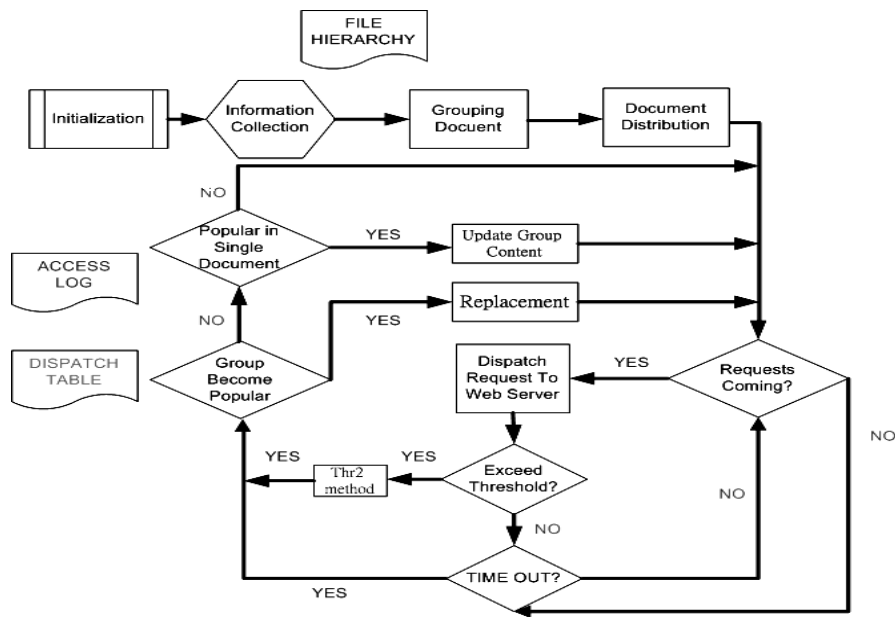 FILE
HIERARCHY
Initialization
Information
Collection
Grouping
Docuent
Document
Distribution
NO
Popular in
Single
Document
YES
Update Group
Content
ACCESS
LOG
NO
YES
Replacement
DISPATCH
TABLE
Group
Become
Popular
Dispatch
Request To
Web Server
YES
Requests
Coming?
NO
YES
Thr2
method
YES
Exceed
Threshold?
NO
NO
YES
TIME OUT?